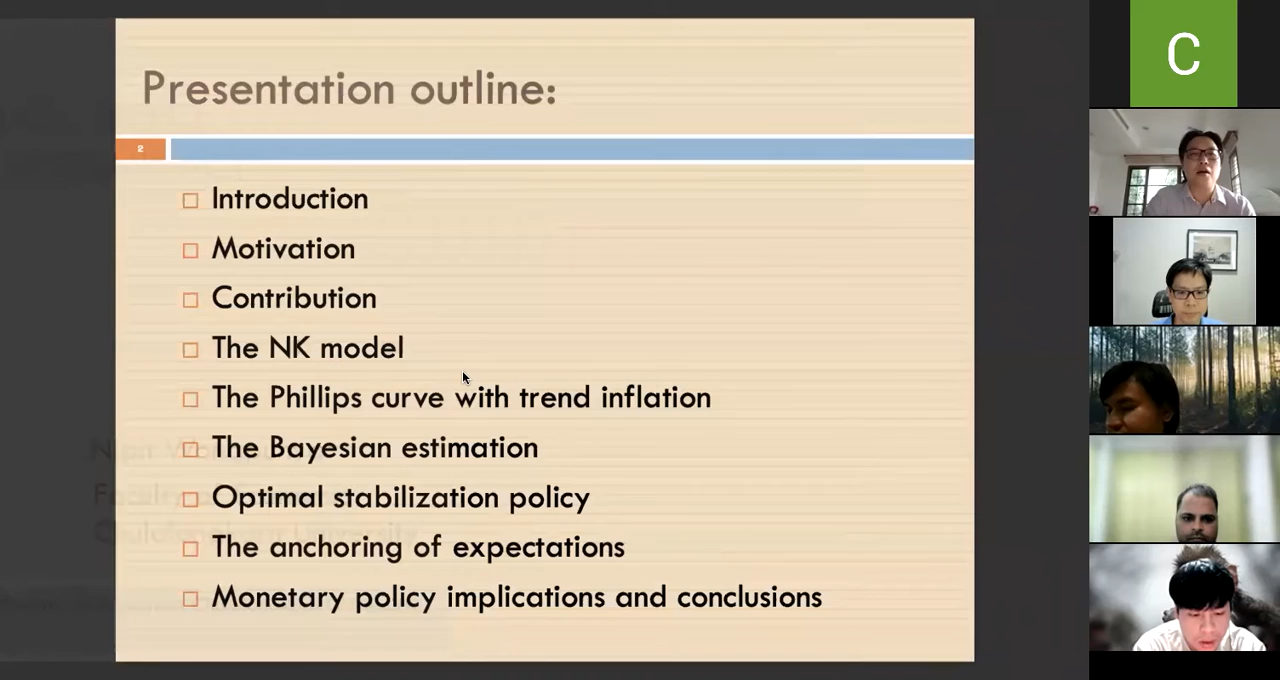 Presentation outline:
2
Introduction
Motivation
Contribution
The NK model
The Phillips curve with trend inflation
The Bayesian estimation
Optimal stabilization policy
The anchoring of expectations
Monetary policy implications and conclusions
C